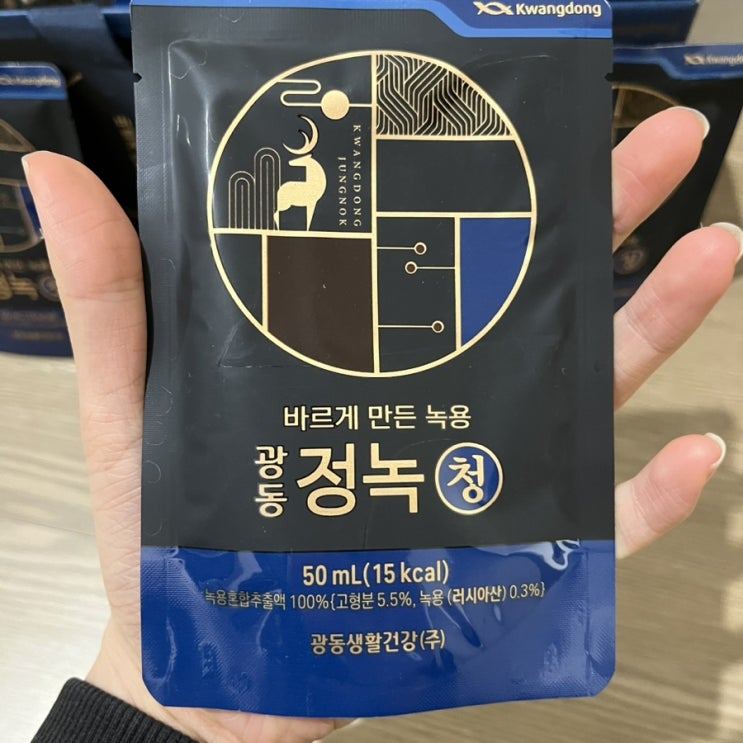 Kwangdong
Kwangdong
KWANGDONG
JUNGNOK
바르게 만든 녹용
광동 정녹 청
50 mL(15 kcal)
녹용혼합추출액 100%{고형분 5.5%, 녹용 (러시아산) 0.3%}
광동생활건강(주)